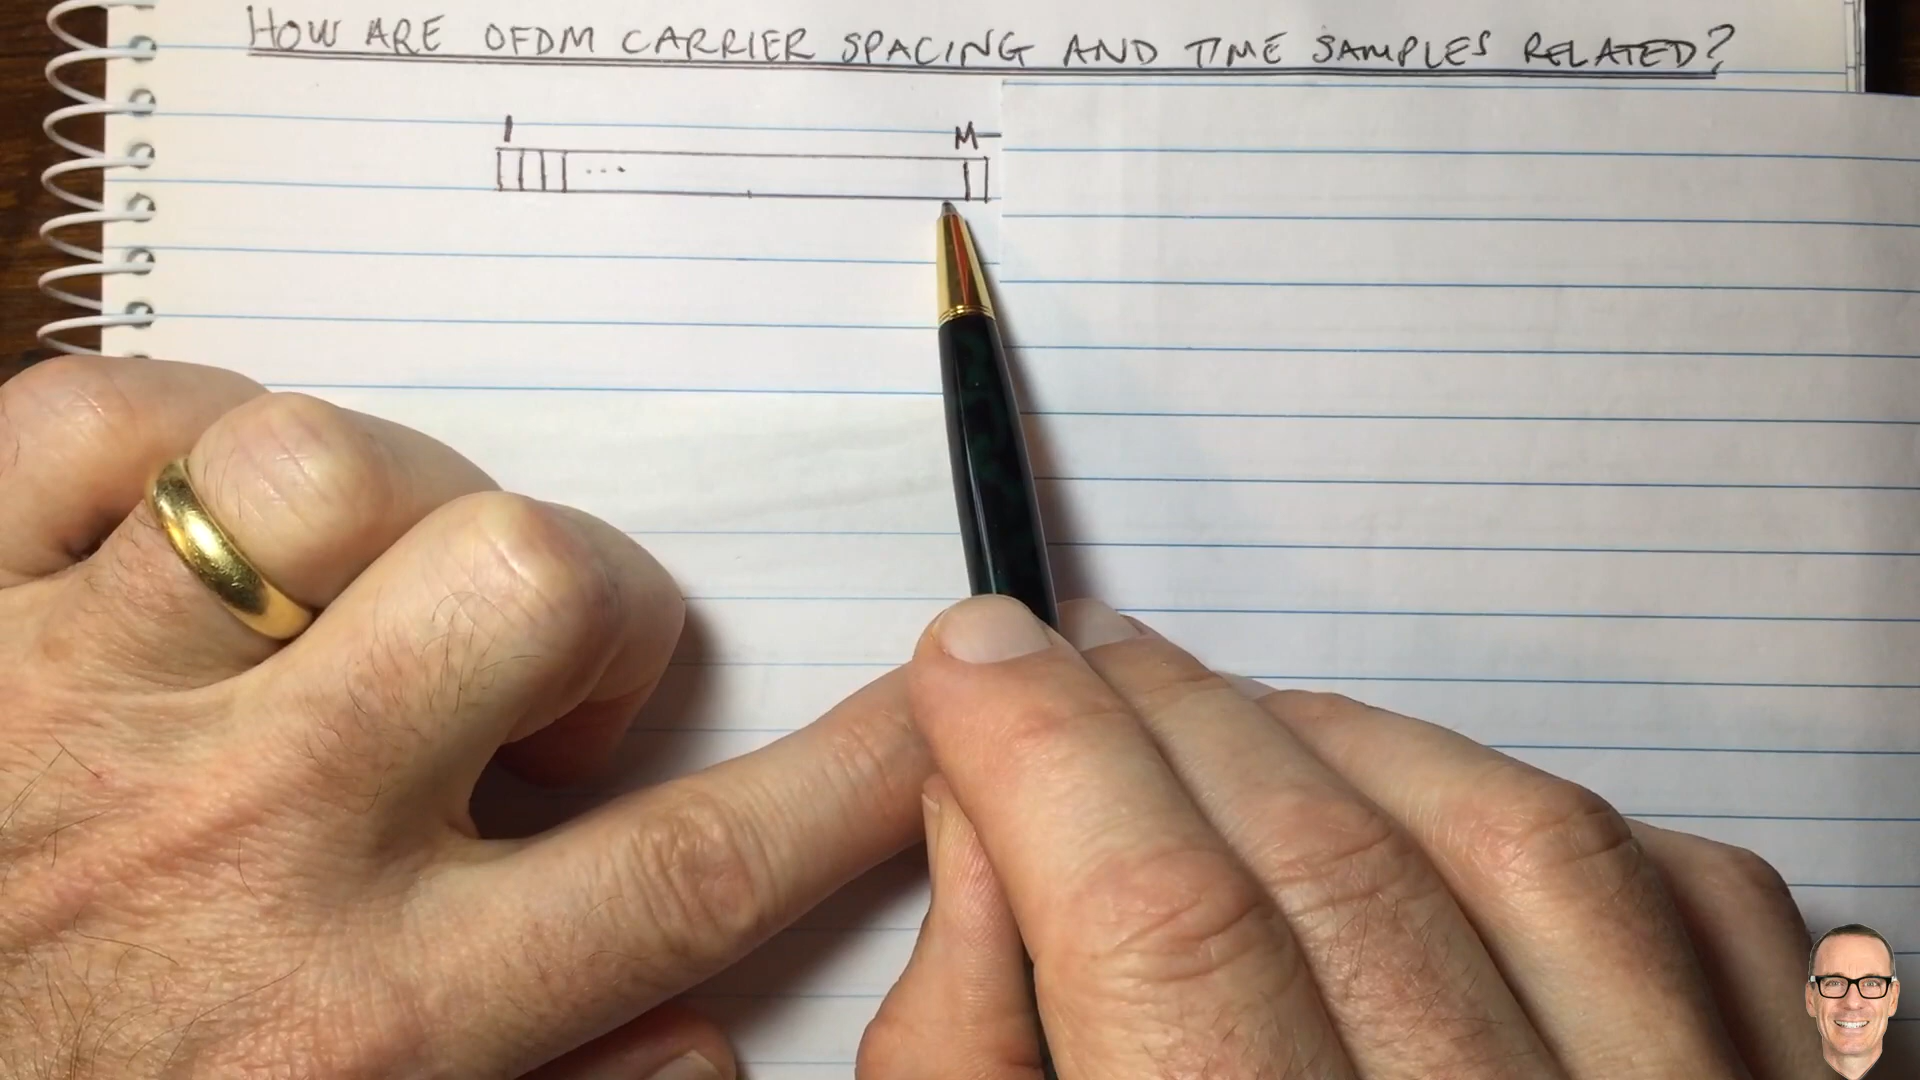 HOW ARE OFDM CARRIER SPACING AND TIME SAMPLES RELATED?
1 M
...